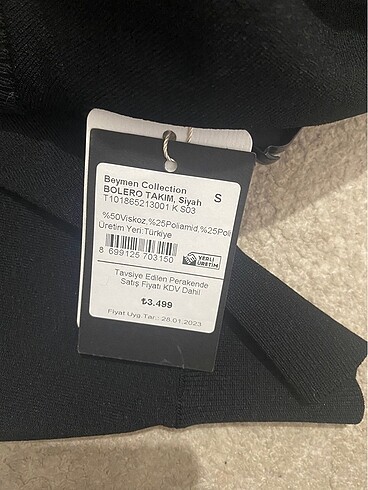 Beymen Collection
BOLERO TAKIM, Siyah S
T101865213001 K S03
%50Viskoz,%25Poliamid,%25Poli
Üretim Yeri:Türkiye
8 699125 703150
YERLİ
ÜRETİM
Tavsiye Edilen Perakende
Satış Fiyatı KDV Dahil
₺3.499
Fiyat Uyg.Tar.: 28.01.2023